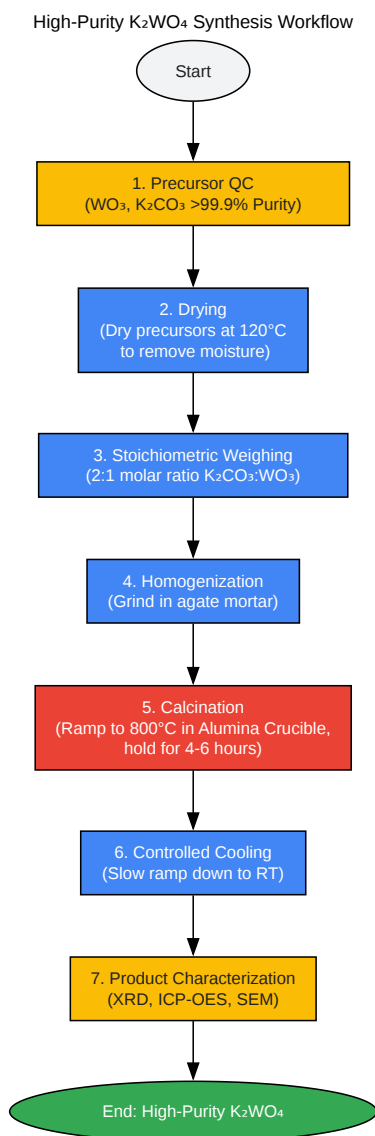 High-Purity K₂WO₄ Synthesis Workflow
Start
1. Precursor QC
(WO₃, K₂CO₃ >99.9% Purity)
2. Drying
(Dry precursors at 120°C
to remove moisture)
3. Stoichiometric Weighing
(2:1 molar ratio K₂CO₃:WO₃)
4. Homogenization
(Grind in agate mortar)
5. Calcination
(Ramp to 800°C in Alumina Crucible,
hold for 4-6 hours)
6. Controlled Cooling
(Slow ramp down to RT)
7. Product Characterization
(XRD, ICP-OES, SEM)
End: High-Purity K₂WO₄